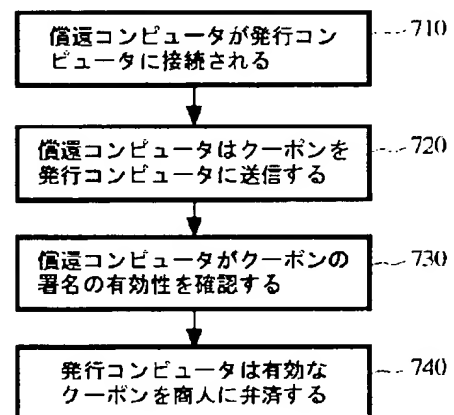 償還コンピュータが発行コン
ピュータに接続される
710
償還コンピュータはクーポンを
発行コンピュータに送信する
720
償還コンピュータがクーポンの
署名の有効性を確認する
730
発行コンピュータは有効な
クーポンを商人に弁済する
740